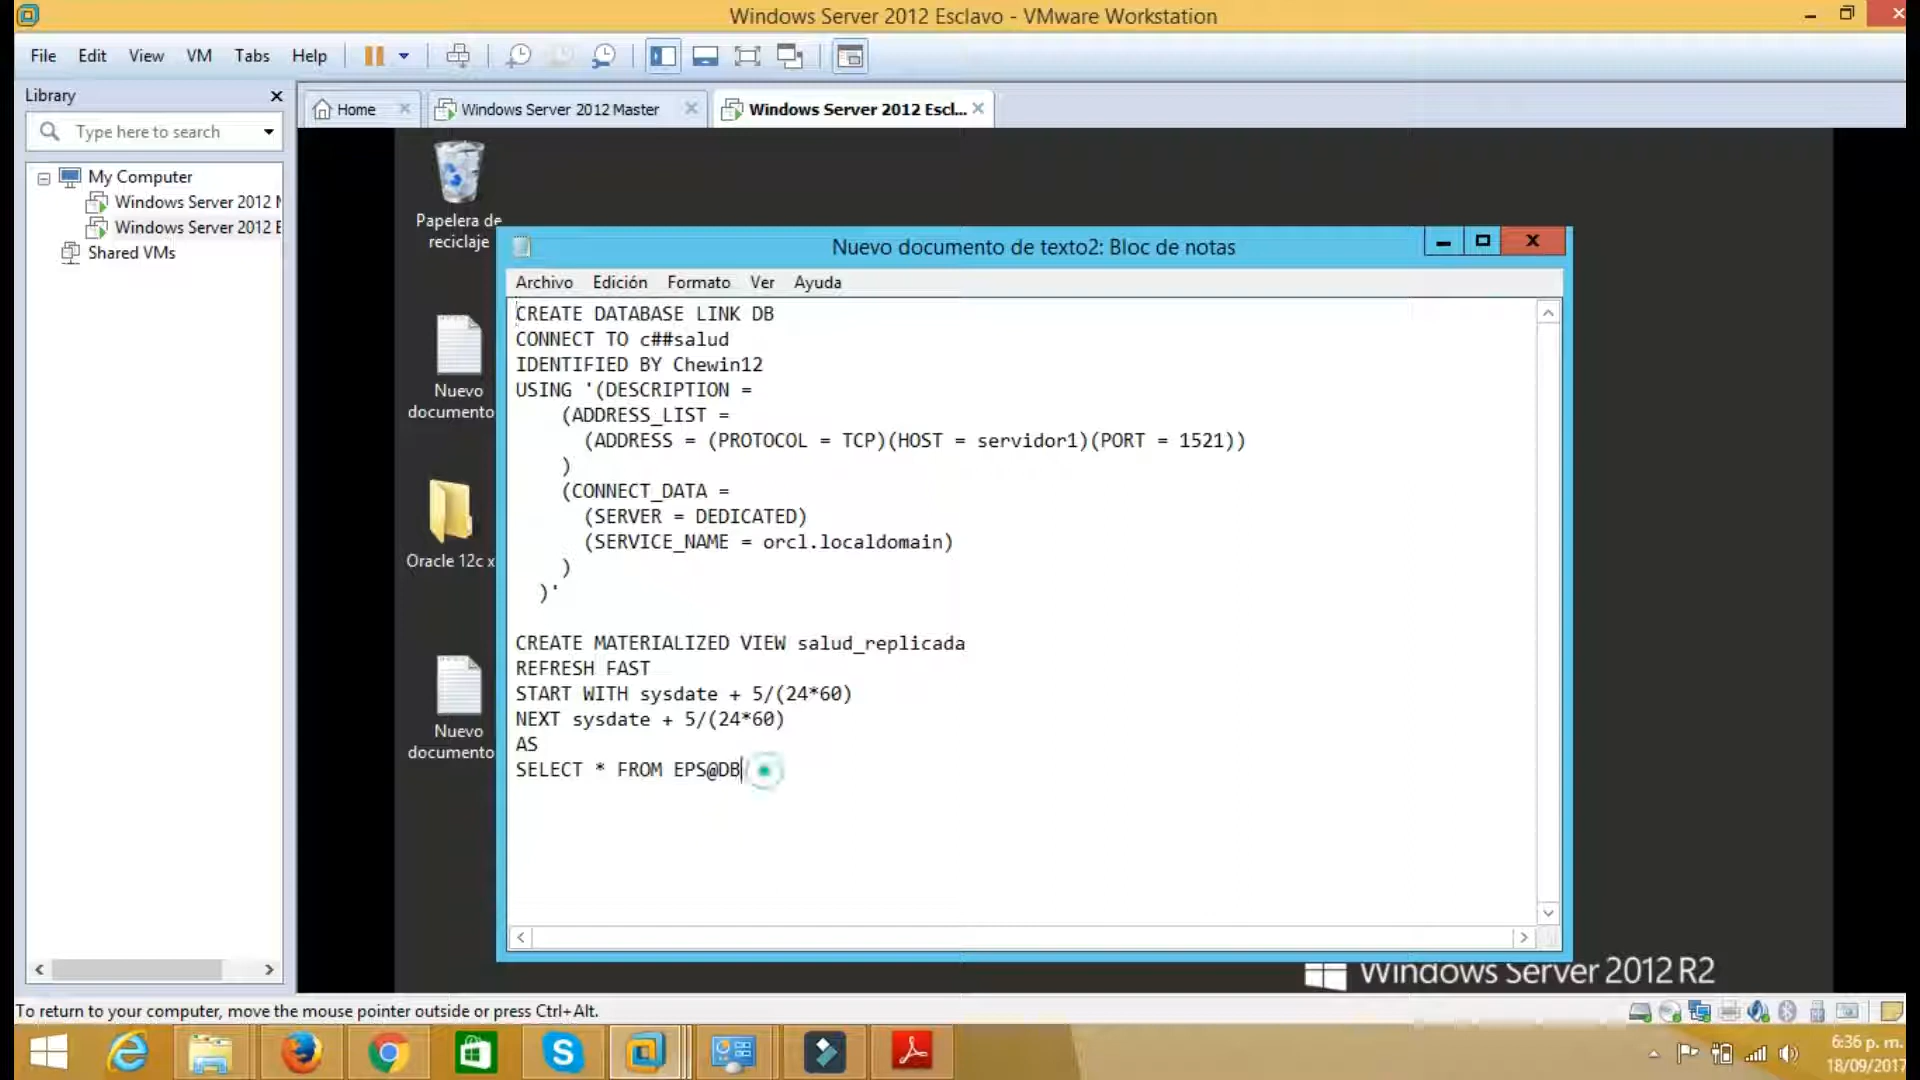 Windows Server 2012 Esclavo - VMware Workstation
File Edit View VM Tabs Help
Library
Type here to search
My Computer
Windows Server 2012 M
Windows Server 2012 E
Shared VMs
Home
Windows Server 2012 Master
Windows Server 2012 Escl...
Papelera de
reciclaje
Nuevo
documento
Oracle 12c x
Nuevo
documento
Nuevo documento de texto2: Bloc de notas
Archivo Edición Formato Ver Ayuda
CREATE DATABASE LINK DB
CONNECT TO c##salud
IDENTIFIED BY Chewin12
USING '(DESCRIPTION =
(ADDRESS_LIST =
(ADDRESS = (PROTOCOL = TCP)(HOST = servidor1)(PORT = 1521))
)
(CONNECT_DATA =
(SERVER = DEDICATED)
(SERVICE_NAME = orcl.localdomain)
)
)'
CREATE MATERIALIZED VIEW salud_replicada
REFRESH FAST
START WITH sysdate + 5/(24*60)
NEXT sysdate + 5/(24*60)
AS
SELECT * FROM EPS@DB
Windows Server 2012 R2
To return to your computer, move the mouse pointer outside or press Ctrl+Alt.
6:36 p. m.
18/09/2017